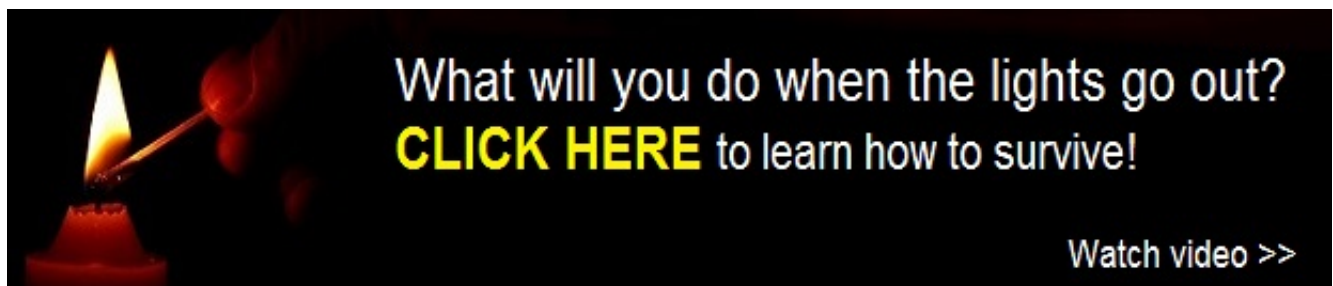 What will you do when the lights go out?
CLICK HERE to learn how to survive!
Watch video >>